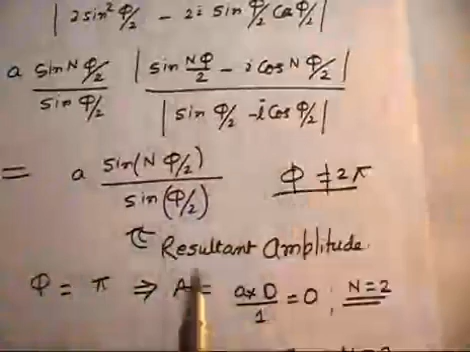 | 2sin² Φ/2 - 2i sin Φ/2 Cos Φ/2 |
a sin N Φ/2 / sin Φ/2 | sin NΦ/2 - i Cos N Φ/2 | / | sin Φ/2 - i Cos Φ/2 |
= a sin(N Φ/2) / sin(Φ/2) Φ ≠ 2π
Resultant amplitude.
Φ = π ⇒ A = a x 0 / 1 = 0 ; N=2